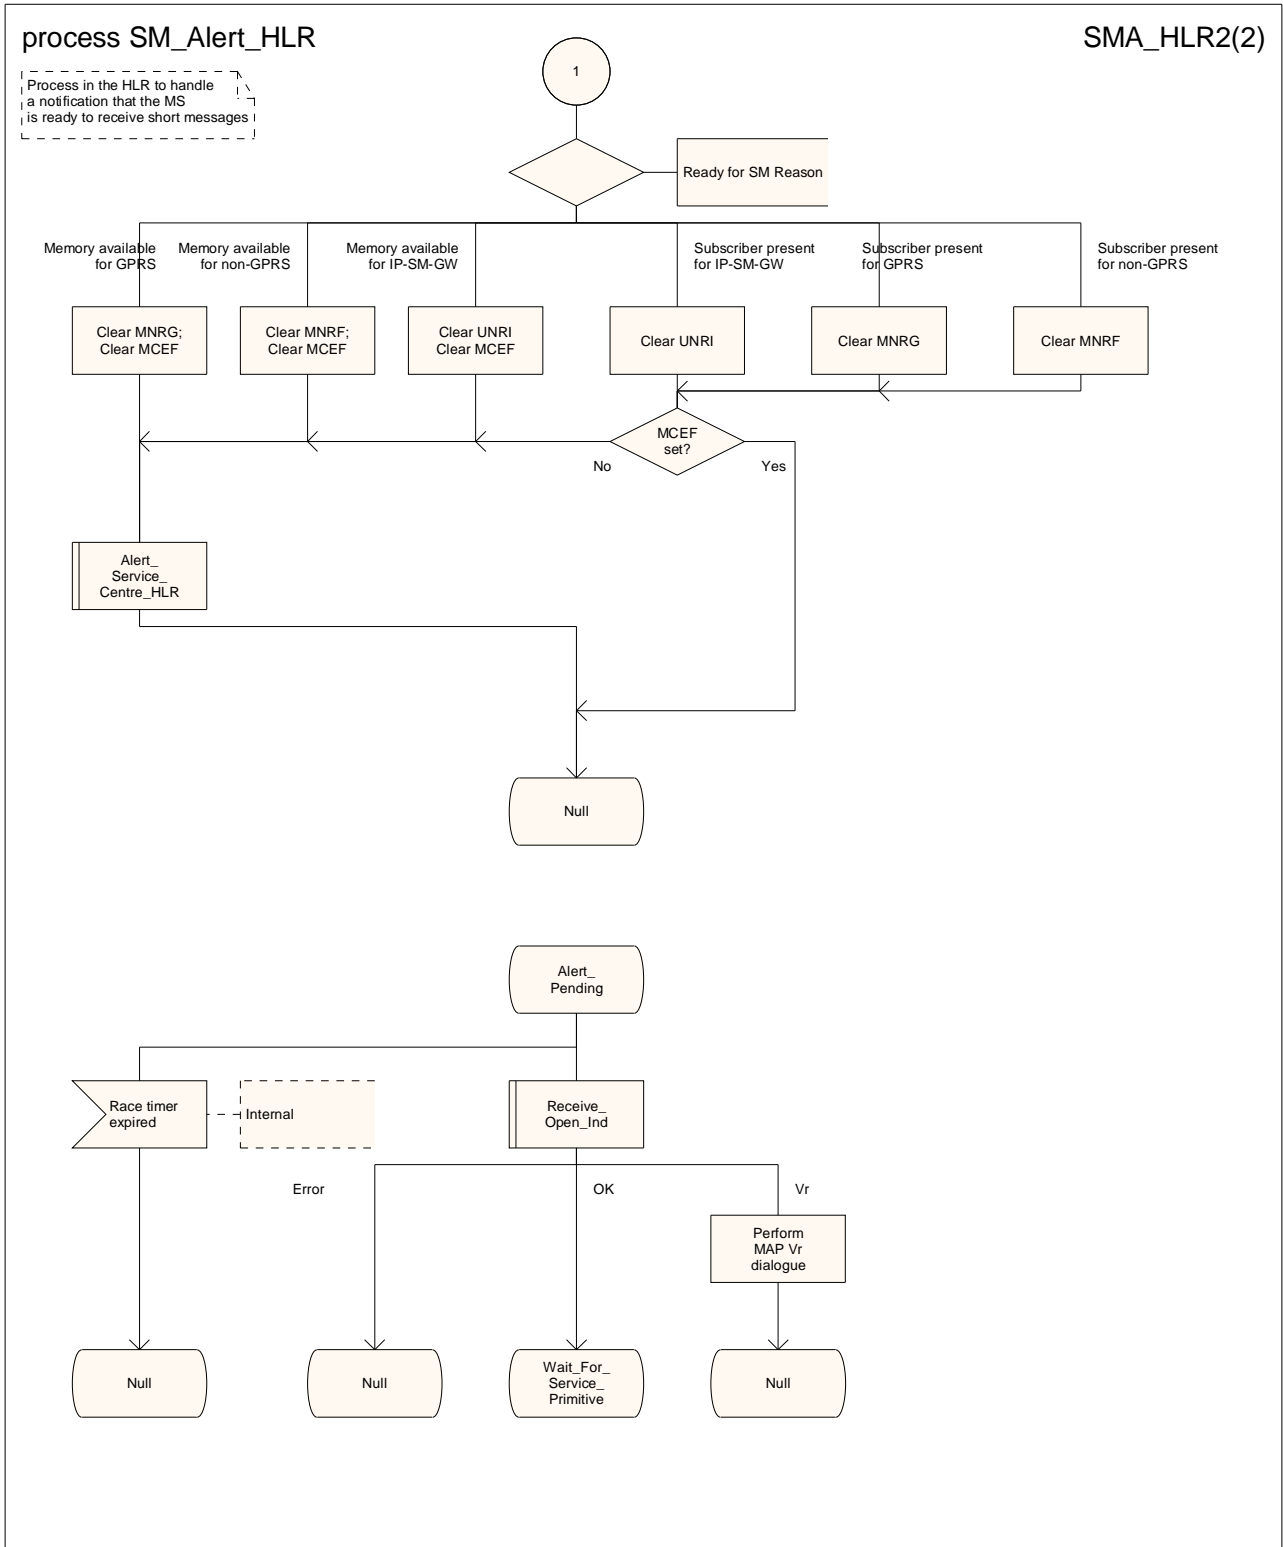 process SM_Alert_HLR
SMA_HLR2(2)
Process in the HLR to handle
a notification that the MS
is ready to receive short messages
1
Ready for SM Reason
Memory available
for GPRS
Memory available
for non-GPRS
Memory available
for IP-SM-GW
Subscriber present
for IP-SM-GW
Subscriber present
for GPRS
Subscriber present
for non-GPRS
Clear MNRG;
Clear MCEF
Clear MNRF;
Clear MCEF
Clear UNRI
Clear MCEF
Clear UNRI
Clear MNRG
Clear MNRF
MCEF
set?
No
Yes
Alert_
Service_
Centre_HLR
Null
Alert_
Pending
Race timer
expired
Internal
Receive_
Open_Ind
Error
OK
Vr
Perform
MAP Vr
dialogue
Null
Null
Wait_For_
Service_
Primitive
Null